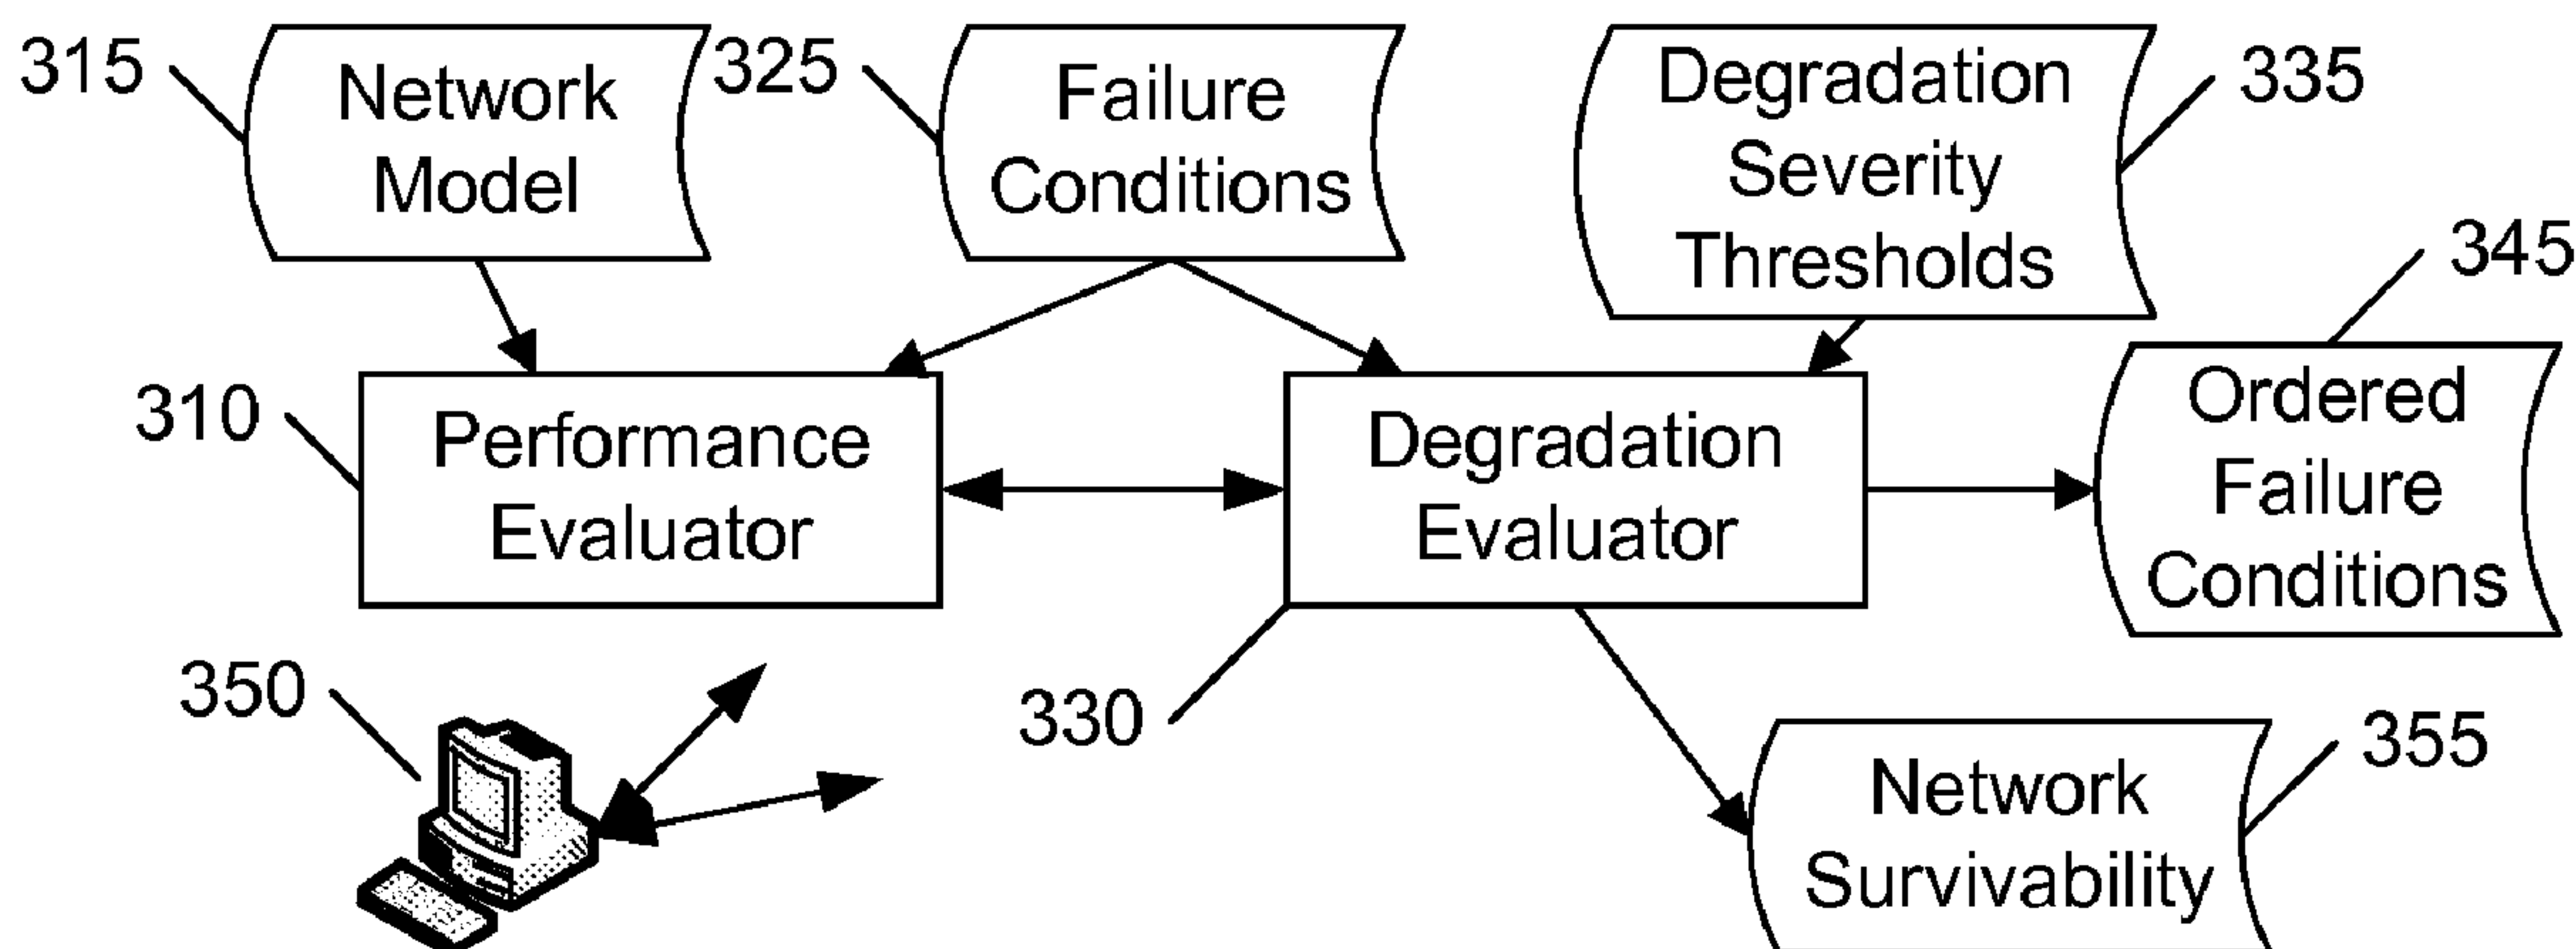 315
Network
Model
325
Failure
Conditions
Degradation
Severity
Thresholds
335
345
310
Performance
Evaluator
Degradation
Evaluator
Ordered
Failure
Conditions
350
330
355
Network
Survivability